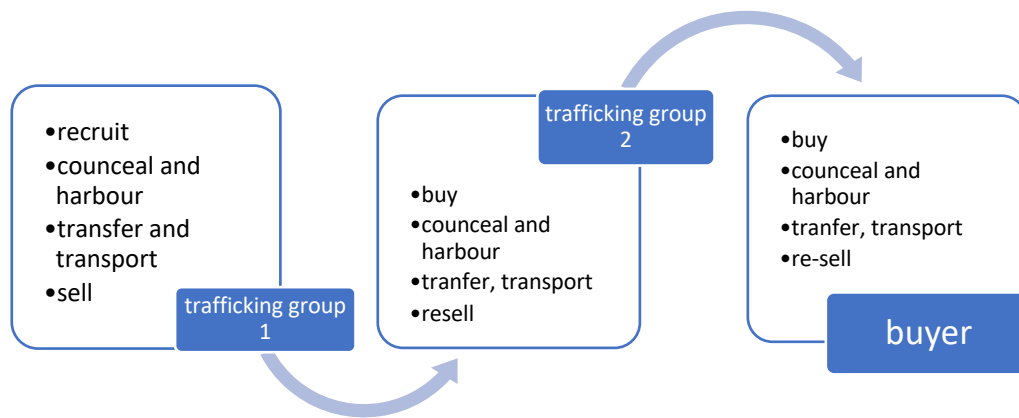 •recruit
•counceal and
harbour
•transfer and
transport
•sell
trafficking group
1
•buy
•counceal and
harbour
•tranfer, transport
•resell
trafficking group
2
•buy
•counceal and
harbour
•tranfer, transport
•re-sell
buyer